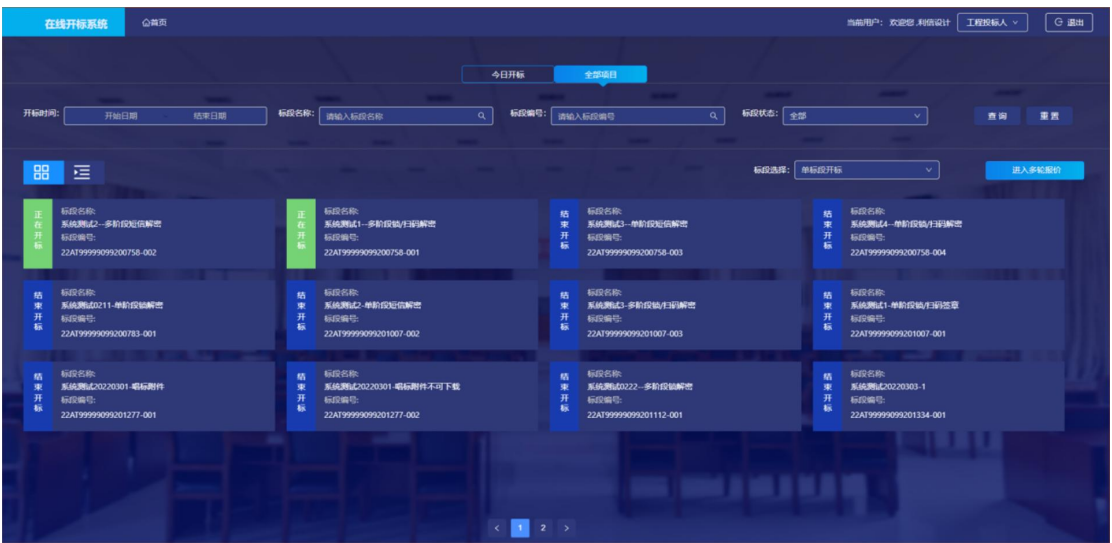 在线开标系统
首页
当前用户: 欢迎您,利信设计
工程投标人
退出
今日开标
全部项目
开标时间:
开始日期
结束日期
标段名称:
请输入标段名称
标段编号:
请输入标段编号
标段状态:
全部
查询
重置
标段选择:
单标段开标
进入多轮报价
正在开标
标段名称:
系统测试2--多阶段短信解密
标段编号:
22AT99999099200758-002
正在开标
标段名称:
系统测试1--多阶段锁/扫码解密
标段编号:
22AT99999099200758-001
结束开标
标段名称:
系统测试3---单阶段短信解密
标段编号:
22AT99999099200758-003
结束开标
标段名称:
系统测试4---单阶段锁/扫码解密
标段编号:
22AT99999099200758-004
结束开标
标段名称:
系统测试0211-单阶段锁解密
标段编号:
22AT99999099200783-001
结束开标
标段名称:
系统测试2-单阶段短信解密
标段编号:
22AT99999099201007-002
结束开标
标段名称:
系统测试3-多阶段锁/扫码解密
标段编号:
22AT99999099201007-003
结束开标
标段名称:
系统测试1-单阶段锁/扫码签章
标段编号:
22AT99999099201007-001
结束开标
标段名称:
系统测试20220301-唱标附件
标段编号:
22AT99999099201277-001
结束开标
标段名称:
系统测试20220301-唱标附件不可下载
标段编号:
22AT99999099201277-002
结束开标
标段名称:
系统测试0222--多阶段锁解密
标段编号:
22AT99999099201112-001
结束开标
标段名称:
系统测试20220303-1
标段编号:
22AT99999099201334-001
< 1 2 >